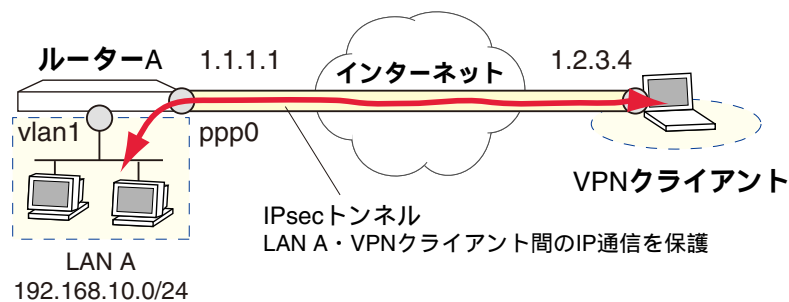 ルーターA
1.1.1.1
インターネット
1.2.3.4
vlan1
ppp0
VPNクライアント
IPsecトンネル
LAN A・VPNクライアント間のIP通信を保護
LAN A
192.168.10.0/24